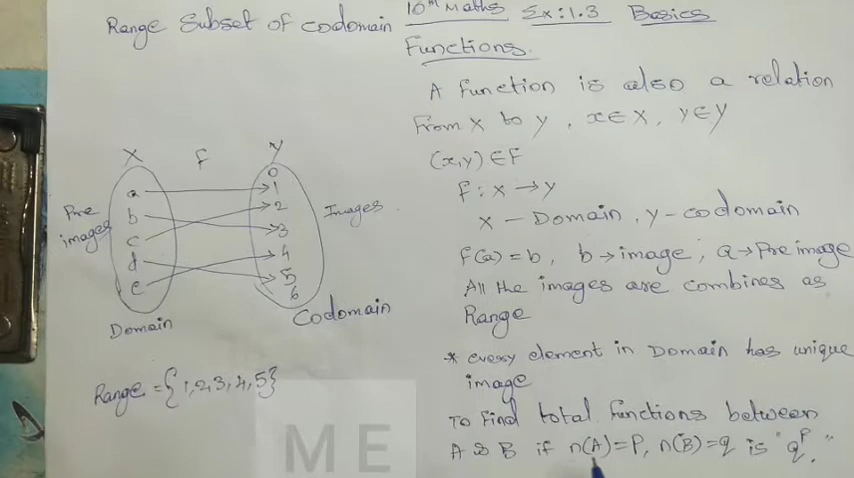 Range Subset of codomain
10th Maths Ex:1.3 Basics
Functions.
A function is also a relation
from X to y, x∈X, y∈y
(x,y)∈F
f: x→y
X - Domain, y-codomain
f(a)=b, b→image, a→Pre image
All the images are combines as
Range
* every element in Domain has unique
image
To find total functions between
A & B if n(A)=P, n(B)=q is "q^P."
X F y
a
b
c
d
e
0
1
2
3
4
5
6
Pre
images
Images
Domain
Codomain
Range={1,2,3,4,5}
ME